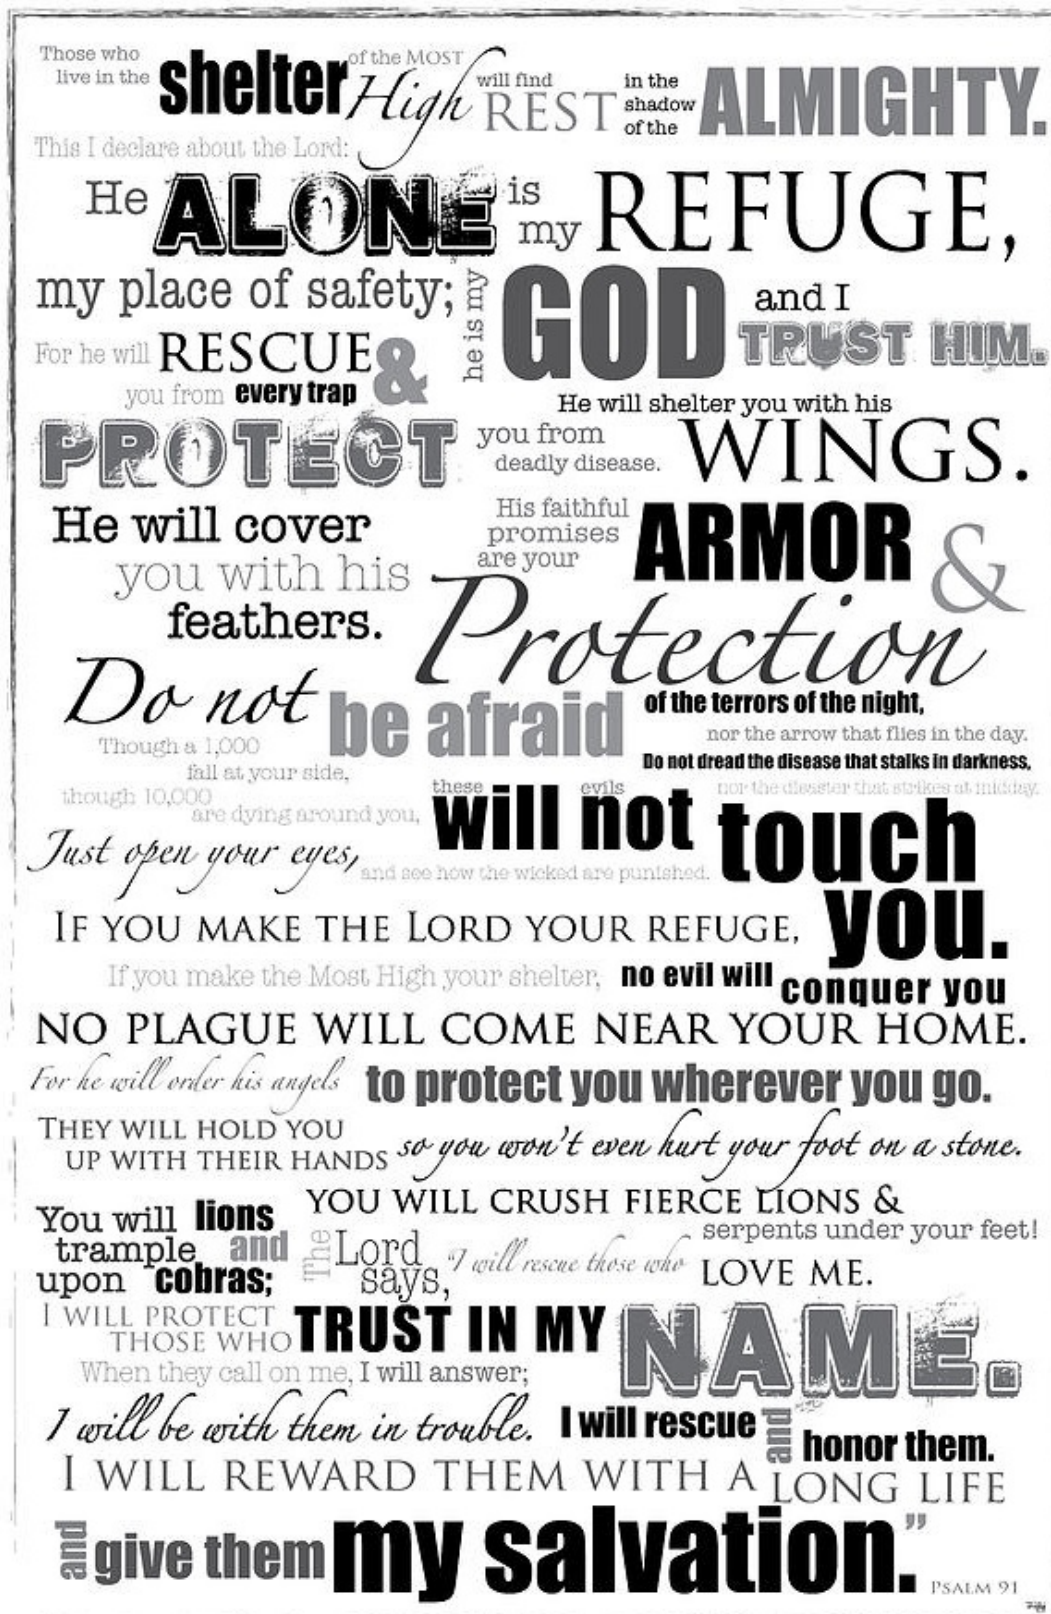 Those who live in the shelter of the MOST High will find REST in the shadow of the ALMIGHTY.
This I declare about the Lord:
He ALONE is my REFUGE,
my place of safety; he is my GOD and I TRUST HIM.
For he will RESCUE &
you from every trap
PROTECT you from deadly disease.
He will shelter you with his WINGS.
He will cover you with his feathers.
His faithful promises are your ARMOR &
Protection
Do not be afraid of the terrors of the night,
nor the arrow that flies in the day.
Do not dread the disease that stalks in darkness,
nor the disaster that strikes at midday.
Though a 1,000 fall at your side,
though 10,000 are dying around you,
these evils will not touch you.
Just open your eyes, and see how the wicked are punished.
IF YOU MAKE THE LORD YOUR REFUGE,
If you make the Most High your shelter, no evil will conquer you
NO PLAGUE WILL COME NEAR YOUR HOME.
For he will order his angels to protect you wherever you go.
THEY WILL HOLD YOU UP WITH THEIR HANDS so you won't even hurt your foot on a stone.
You will trample upon lions and cobras;
YOU WILL CRUSH FIERCE LIONS &
serpents under your feet!
The Lord says, "I will rescue those who LOVE ME.
I WILL PROTECT THOSE WHO TRUST IN MY NAME.
When they call on me, I will answer;
I will be with them in trouble. I will rescue and honor them.
I WILL REWARD THEM WITH A LONG LIFE
and give them my salvation."
PSALM 91